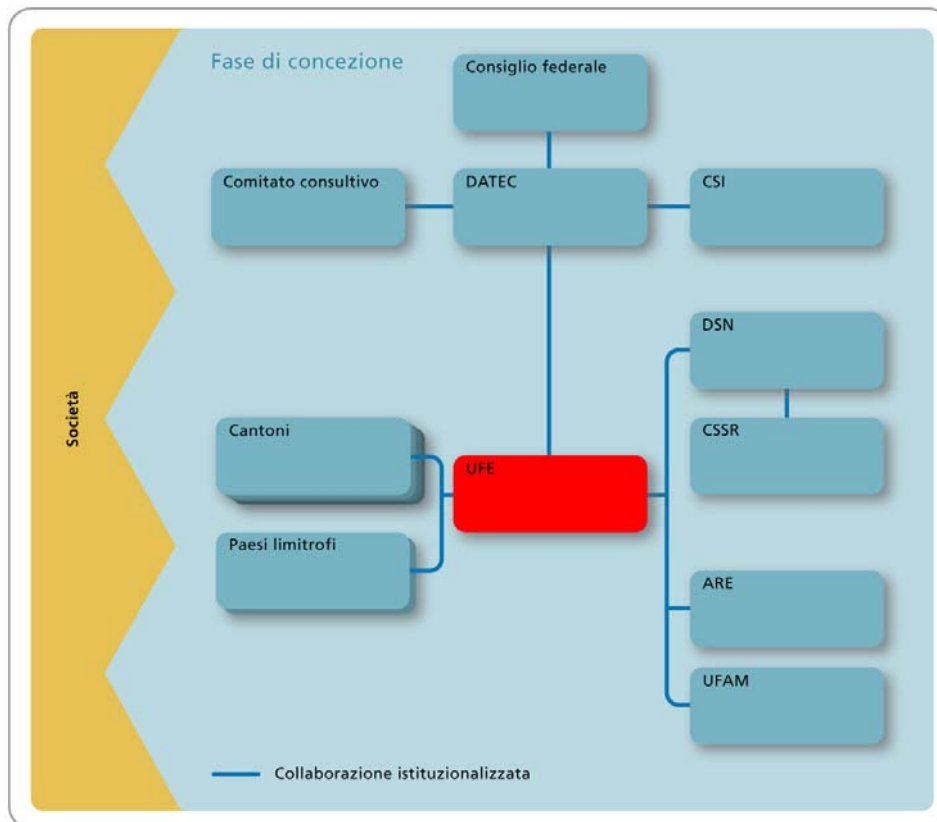 Fase di concezione
Consiglio federale
Comitato consultivo
DATEC
CSI
DSN
CSSR
Cantoni
UFE
Paesi limitrofi
ARE
UFAM
Società
Collaborazione istituzionalizzata